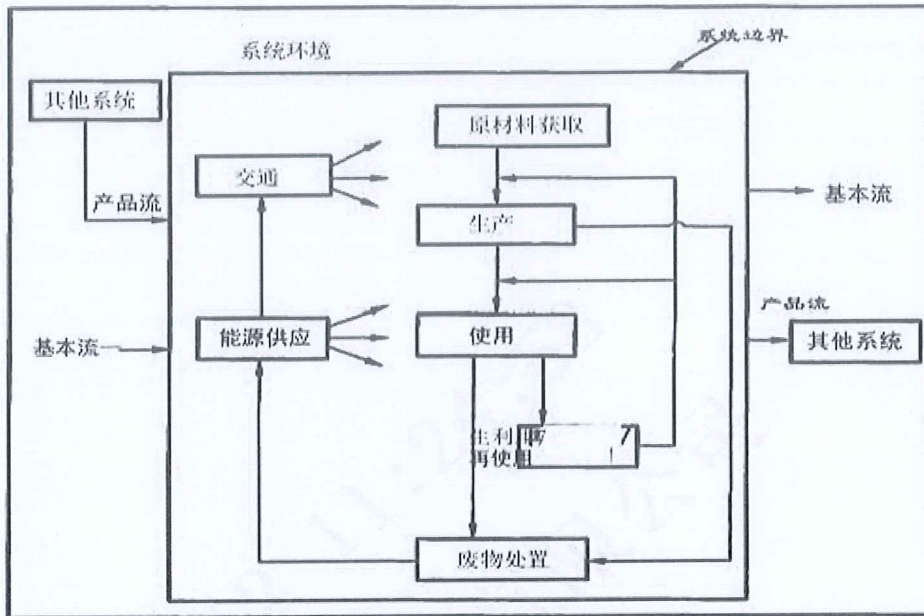 系统环境
系统边界
其他系统
原材料获取
交通
产品流
基本流
生产
产品流
能源供应
使用
基本流
其他系统
再使用
废物处置